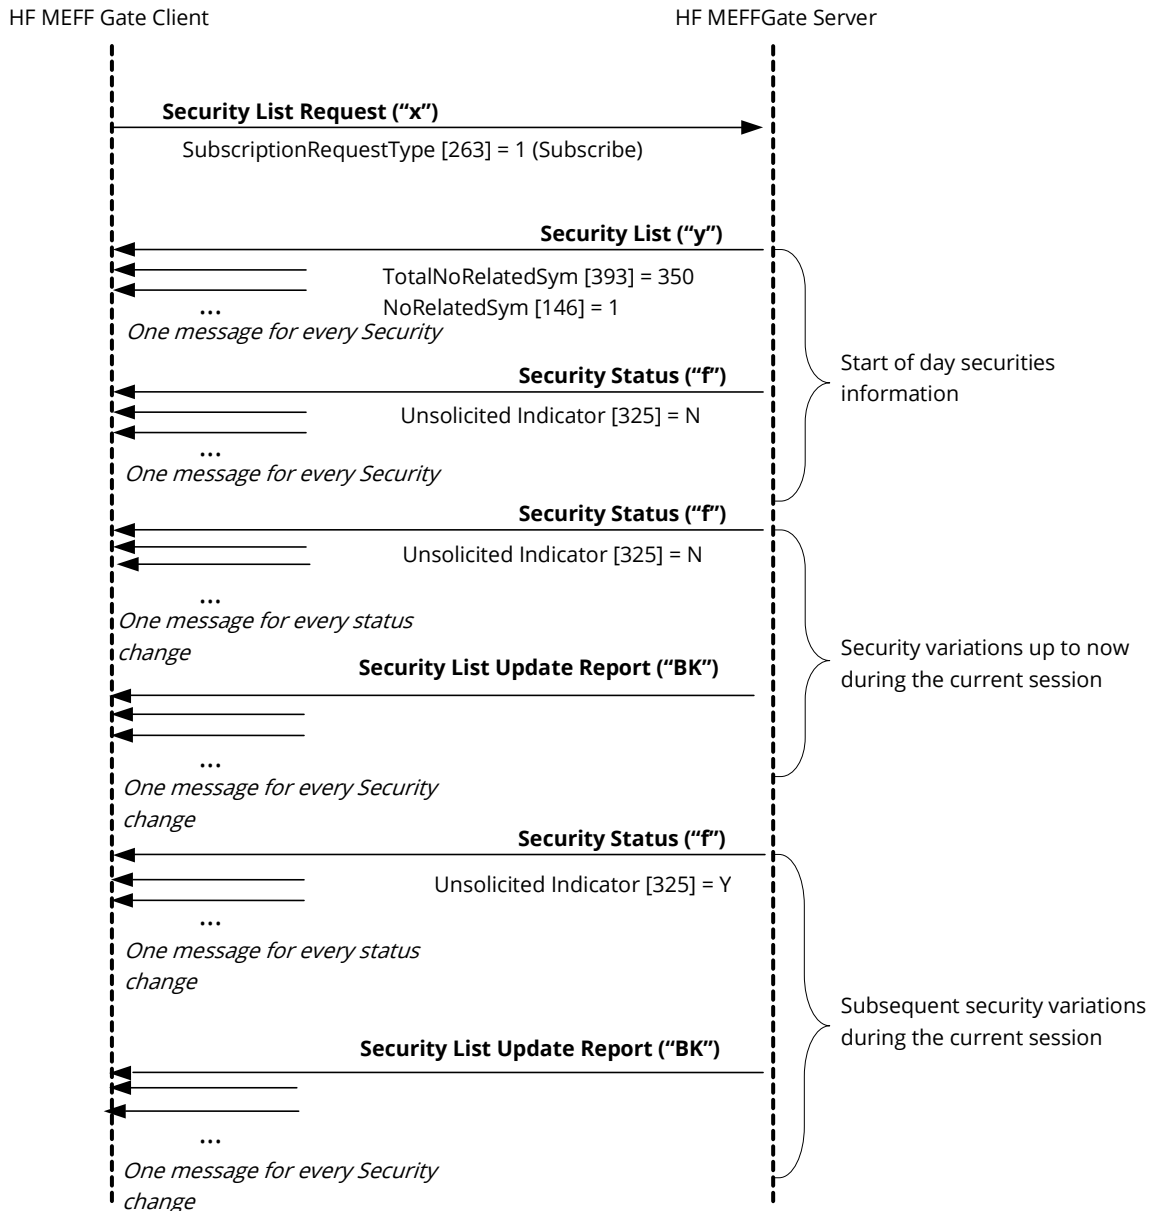 HF MEFF Gate Client
HF MEFFGate Server
Security List Request (“x”)
SubscriptionRequestType [263] = 1 (Subscribe)
Security List (“y”)
TotalNoRelatedSym [393] = 350
NoRelatedSym [146] = 1
...
One message for every Security
Start of day securities
information
Security Status (“f”)
Unsolicited Indicator [325] = N
...
One message for every Security
Security Status (“f”)
Unsolicited Indicator [325] = N
...
One message for every status
change
Security variations up to now
during the current session
Security List Update Report (“BK”)
...
One message for every Security
change
Security Status (“f”)
Unsolicited Indicator [325] = Y
...
One message for every status
change
Subsequent security variations
during the current session
Security List Update Report (“BK”)
...
One message for every Security
change